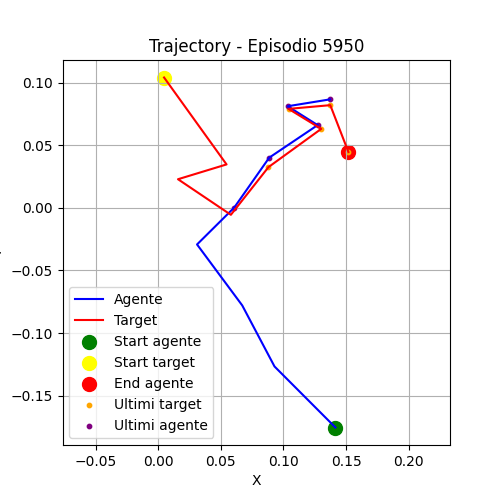 Trajectory - Episodio 5950
0.10
0.05
0.00
−0.05
−0.10
−0.15
Agente
Target
Start agente
Start target
End agente
Ultimi target
Ultimi agente
−0.05 0.00 0.05 0.10 0.15 0.20
X